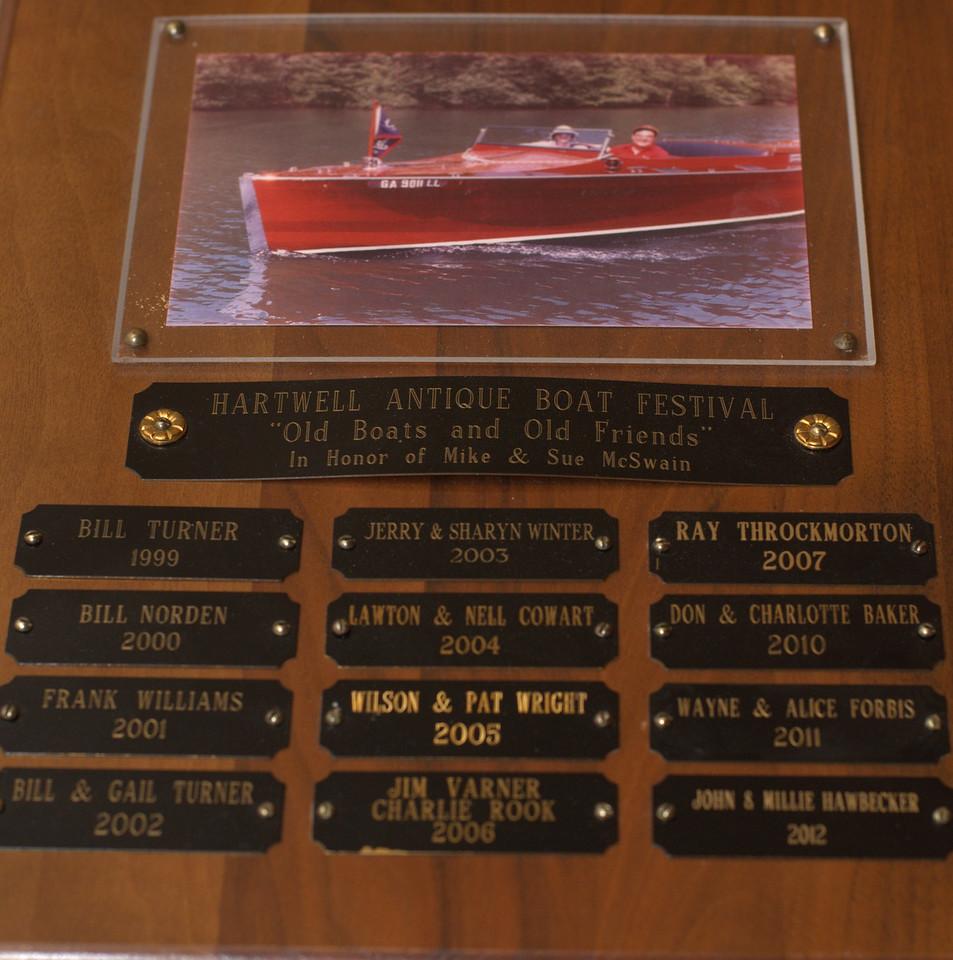 GA 9011 LL
HARTWELL ANTIQUE BOAT FESTIVAL
"Old Boats and Old Friends"
In Honor of Mike & Sue McSwain
BILL TURNER
1999
BILL NORDEN
2000
FRANK WILLIAMS
2001
BILL & GAIL TURNER
2002
JERRY & SHARYN WINTER
2003
LAWTON & NELL COWART
2004
WILSON & PAT WRIGHT
2005
JIM VARNER
CHARLIE ROOK
2006
RAY THROCKMORTON
2007
DON & CHARLOTTE BAKER
2010
WAYNE & ALICE FORBIS
2011
JOHN & MILLIE HAWBECKER
2012